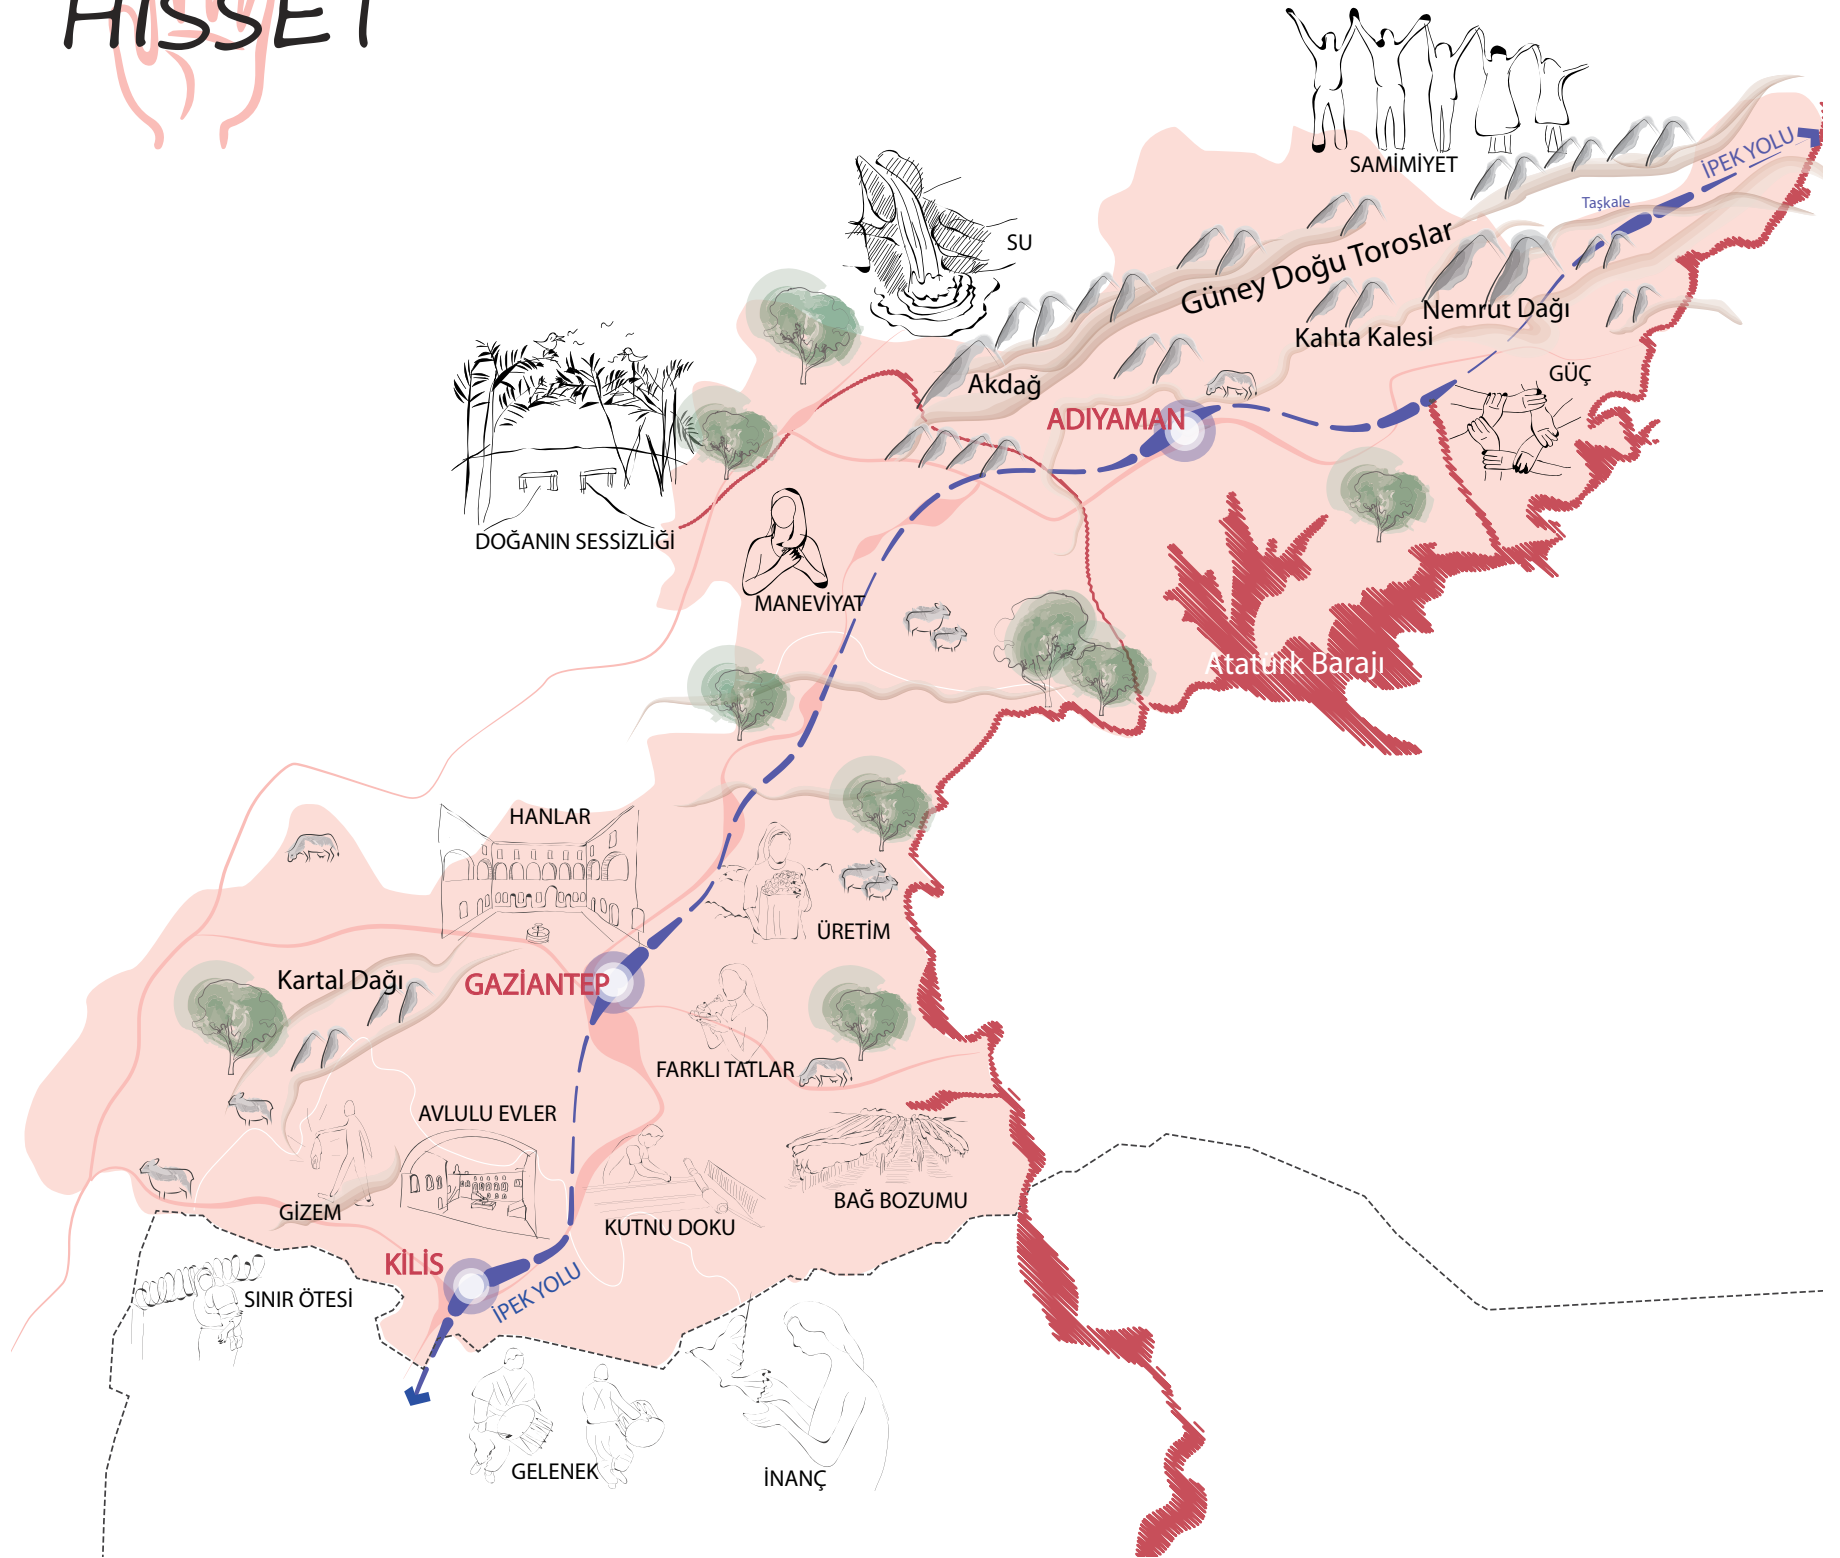 HİSSET
SAMİMİYET
İPEK YOLU
Taşkale
SU
Güney Doğu Toroslar
Nemrut Dağı
Kahta Kalesi
GÜÇ
Akdağ
ADIYAMAN
DOĞANIN SESSİZLİĞİ
MANEVİYAT
Atatürk Barajı
HANLAR
ÜRETİM
Kartal Dağı
GAZİANTEP
FARKLI TATLAR
AVLULU EVLER
BAĞ BOZUMU
GİZEM
KUTNU DOKU
KİLİS
SINIR ÖTESİ
İPEK YOLU
GELENEK
İNANÇ